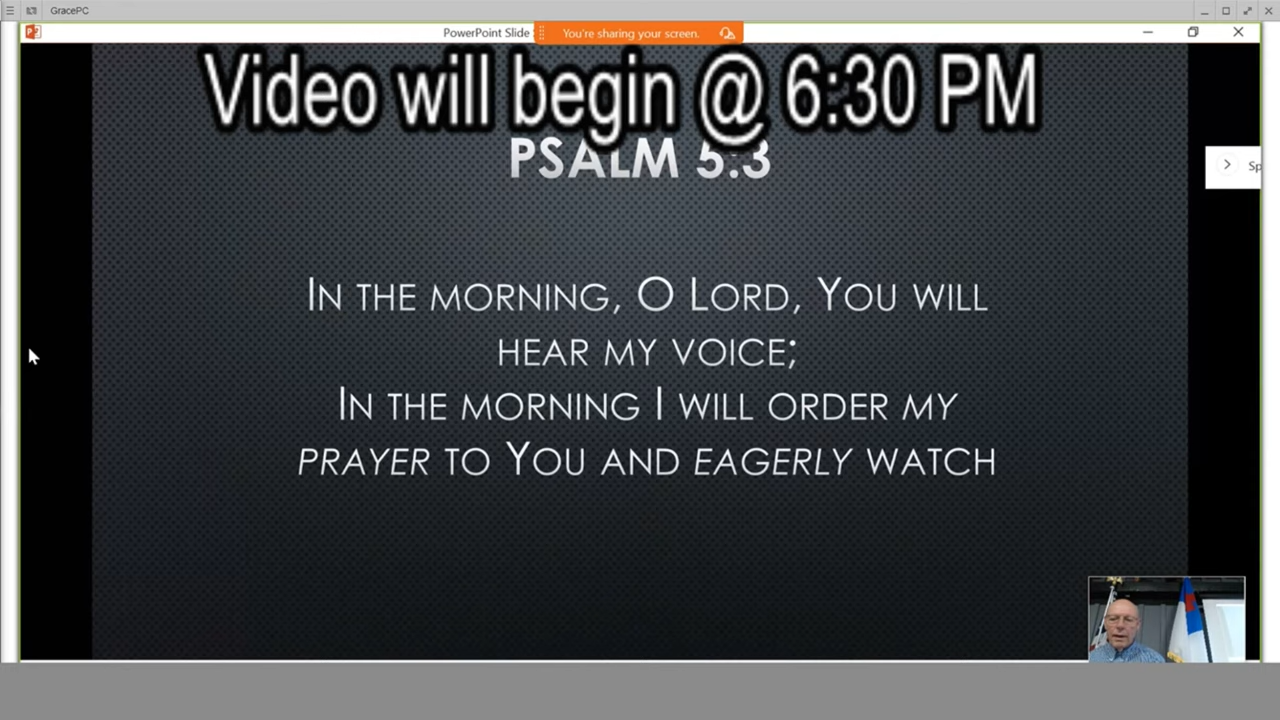 GracePC
PowerPoint Slide
You're sharing your screen.
Video will begin @ 6:30 PM
PSALM 5:3
IN THE MORNING, O LORD, YOU WILL
HEAR MY VOICE;
IN THE MORNING I WILL ORDER MY
PRAYER TO YOU AND EAGERLY WATCH